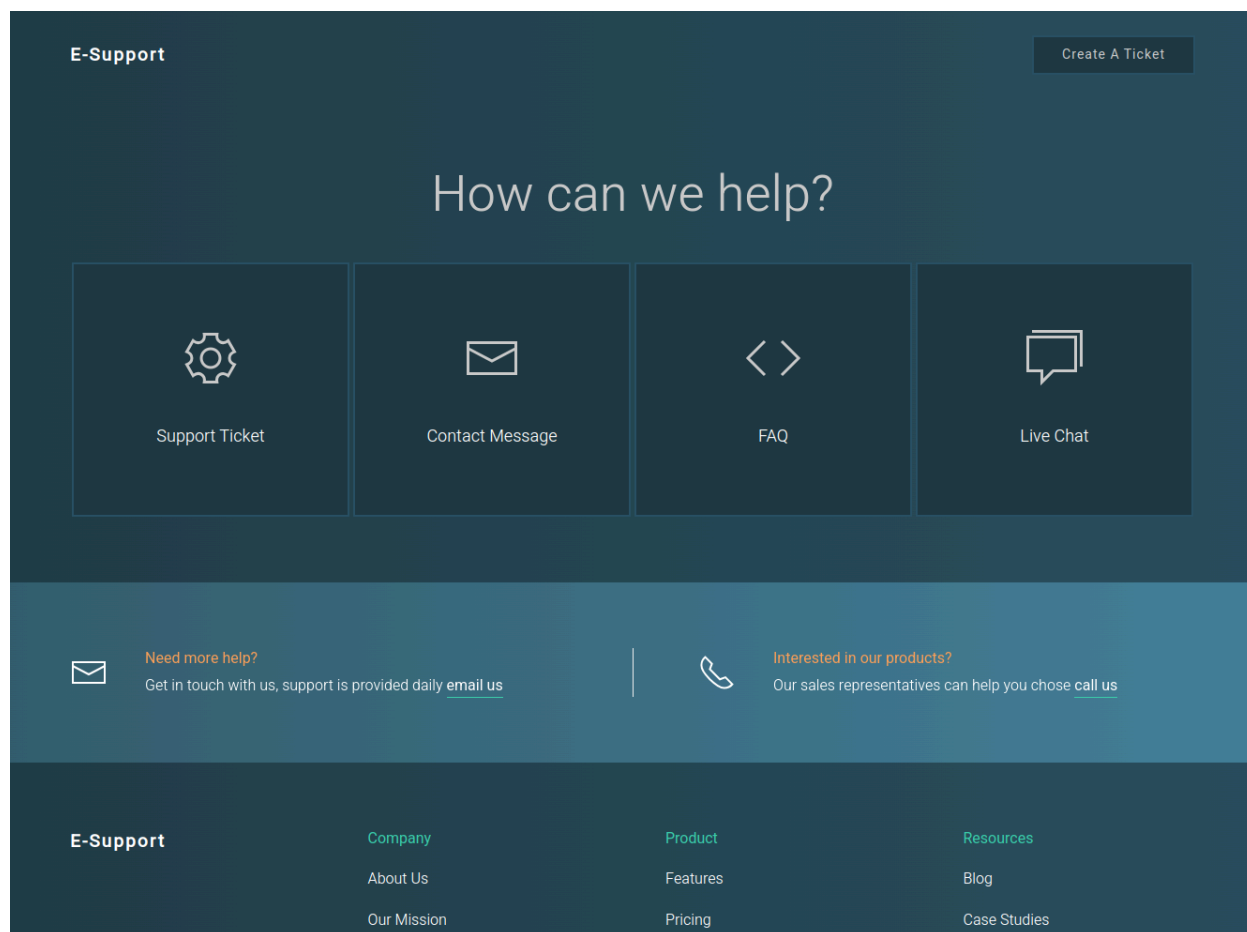 E-Support
Create A Ticket
How can we help?
Support Ticket
Contact Message
FAQ
Live Chat
Need more help?
Get in touch with us, support is provided daily email us
Interested in our products?
Our sales representatives can help you chose call us
E-Support
Company
About Us
Our Mission
Product
Features
Pricing
Resources
Blog
Case Studies